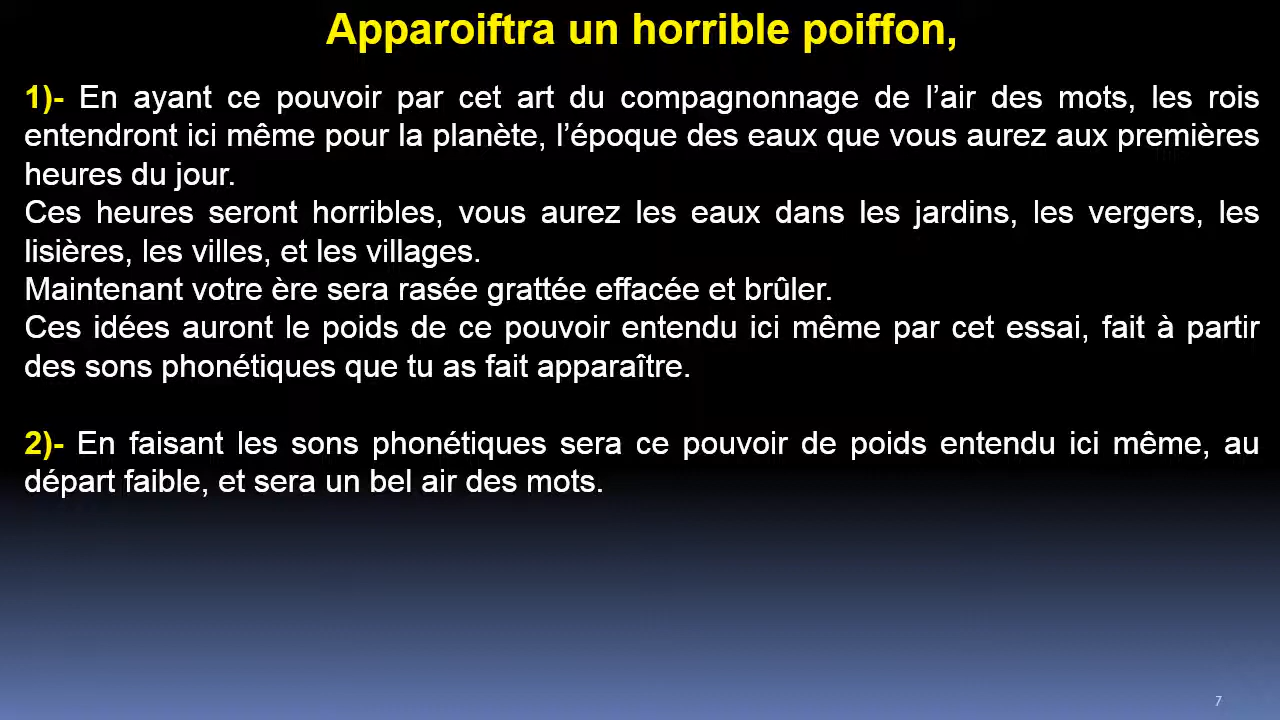 Apparoiftra un horrible poiffon,
1)- En ayant ce pouvoir par cet art du compagnonnage de l’air des mots, les rois
entendront ici même pour la planète, l’époque des eaux que vous aurez aux premières
heures du jour.
Ces heures seront horribles, vous aurez les eaux dans les jardins, les vergers, les
lisières, les villes, et les villages.
Maintenant votre ère sera rasée grattée effacée et brûler.
Ces idées auront le poids de ce pouvoir entendu ici même par cet essai, fait à partir
des sons phonétiques que tu as fait apparaître.
2)- En faisant les sons phonétiques sera ce pouvoir de poids entendu ici même, au
départ faible, et sera un bel air des mots.
7